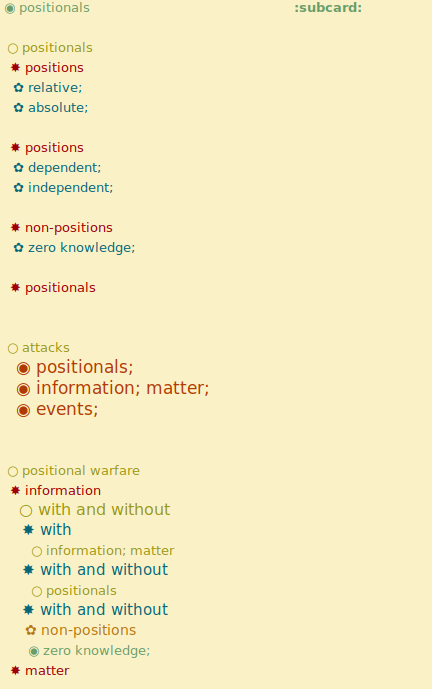 ◉ positionals :subcard:
○ positionals
✸ positions
✿ relative;
✿ absolute;
✸ positions
✿ dependent;
✿ independent;
✸ non-positions
✿ zero knowledge;
✸ positionals
○ attacks
◉ positionals;
◉ information; matter;
◉ events;
○ positional warfare
✸ information
○ with and without
✸ with
○ information; matter
✸ with and without
○ positionals
✸ with and without
✿ non-positions
◉ zero knowledge;
✸ matter